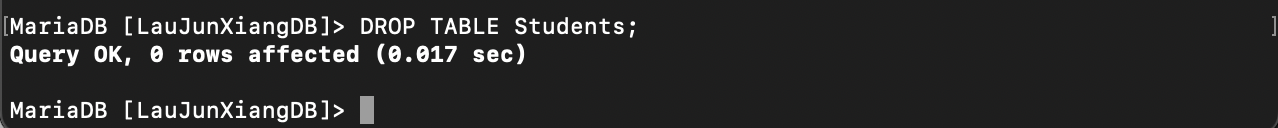 [MariaDB [LauJunXiangDB]> DROP TABLE Students; ]
Query OK, 0 rows affected (0.017 sec)
MariaDB [LauJunXiangDB]>